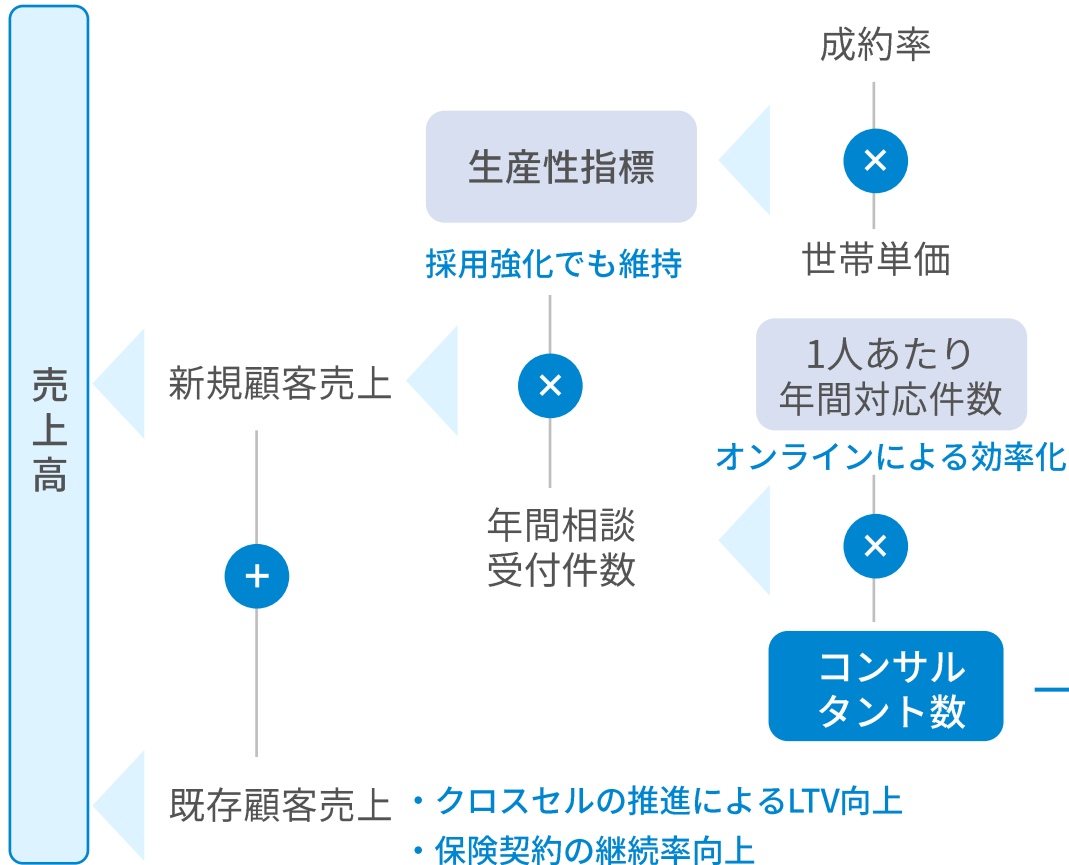 売上高
成約率
×
生産性指標
世帯単価
採用強化でも維持
1人あたり
年間対応件数
新規顧客売上
×
オンラインによる効率化
年間相談
受付件数
×
+
コンサル
タント数
既存顧客売上
・クロスセルの推進によるLTV向上
・保険契約の継続率向上